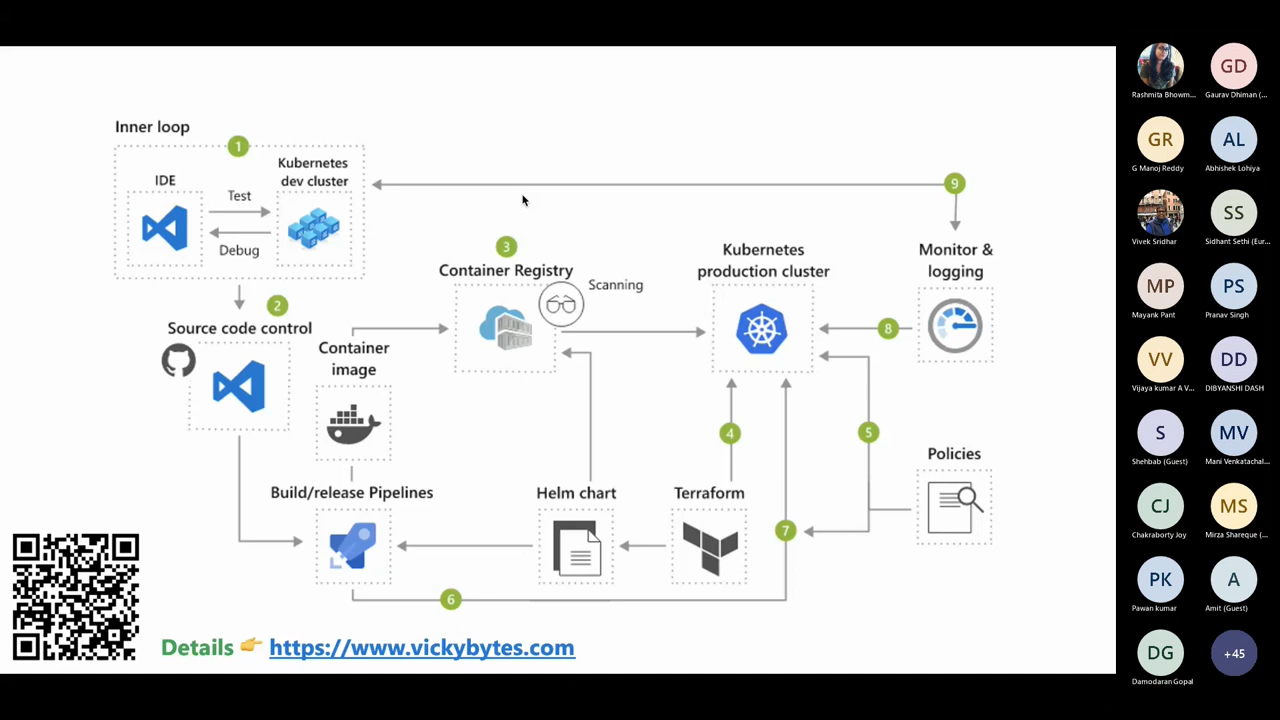 Inner loop
1
IDE
Test
Debug
Kubernetes
dev cluster
9
2
Source code control
3
Container Registry
Scanning
Container
image
Kubernetes
production cluster
Monitor &
logging
8
4
5
Policies
Build/release Pipelines
Helm chart
Terraform
7
6
Details 👉 https://www.vickybytes.com
Rashmita Bhowm...
GD
Gaurav Dhiman (...
GR
G Manoj Reddy
AL
Abhishek Lohiya
Vivek Sridhar
SS
Sidhant Sethi (Eur...
MP
Mayank Pant
PS
Pranav Singh
VV
Vijaya kumar A V...
DD
DIBYANSHI DASH
S
Shehbab (Guest)
MV
Mani Venkatachal...
CJ
Chakraborty Joy
MS
Mirza Shareque (...
PK
Pawan kumar
A
Amit (Guest)
DG
Damodaran Gopal
+45